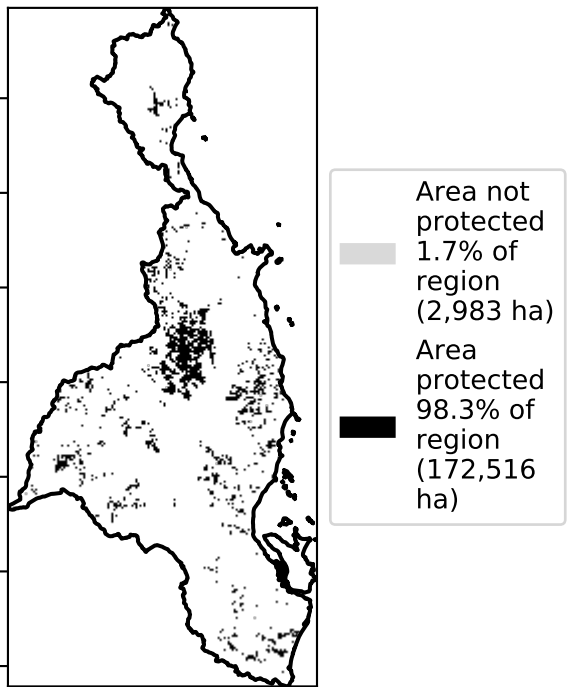 Area not
protected
1.7% of
region
(2,983 ha)
Area
protected
98.3% of
region
(172,516
ha)